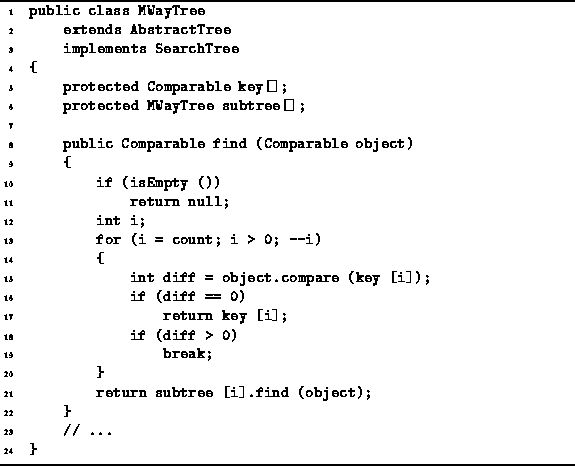 1 public class MWayTree
2     extends AbstractTree
3     implements SearchTree
4 {
5     protected Comparable key[];
6     protected MWayTree subtree[];
7
8     public Comparable find (Comparable object)
9     {
10         if (isEmpty ())
11             return null;
12         int i;
13         for (i = count; i > 0; --i)
14         {
15             int diff = object.compare (key [i]);
16             if (diff == 0)
17                 return key [i];
18             if (diff > 0)
19                 break;
20         }
21         return subtree [i].find (object);
22     }
23     // ...
24 }